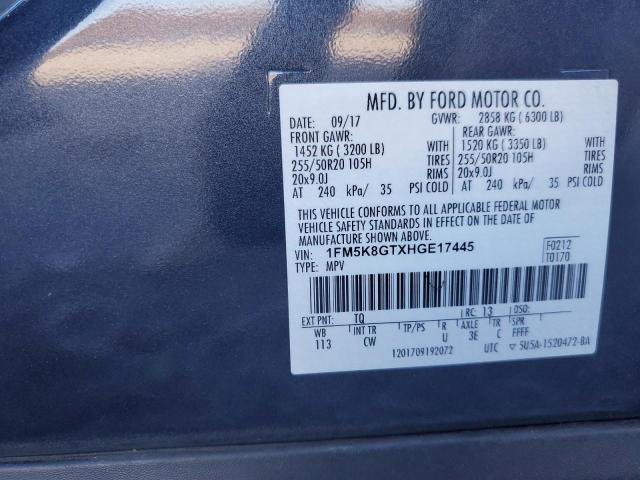 MFD. BY FORD MOTOR CO.
DATE: 09/17 GVWR: 2858 KG ( 6300 LB)
FRONT GAWR: REAR GAWR:
1452 KG ( 3200 LB) WITH 1520 KG ( 3350 LB) WITH
255/50R20 105H TIRES 255/50R20 105H TIRES
20x9.0J RIMS 20x9.0J RIMS
AT 240 kPa/ 35 PSI COLD AT 240 kPa/ 35 PSI COLD
THIS VEHICLE CONFORMS TO ALL APPLICABLE FEDERAL MOTOR
VEHICLE SAFETY STANDARDS IN EFFECT ON THE DATE OF
MANUFACTURE SHOWN ABOVE.
VIN: 1FM5K8GTXHGE17445 F0212
TYPE: MPV T0170
EXT PNT: TQ RC: 13 DSO:
WB INT TR TP/PS R AXLE TR SPR
113 CW U 3E C FFFF
1201709192072 UTC ▽ 5U5A-1520472-BA